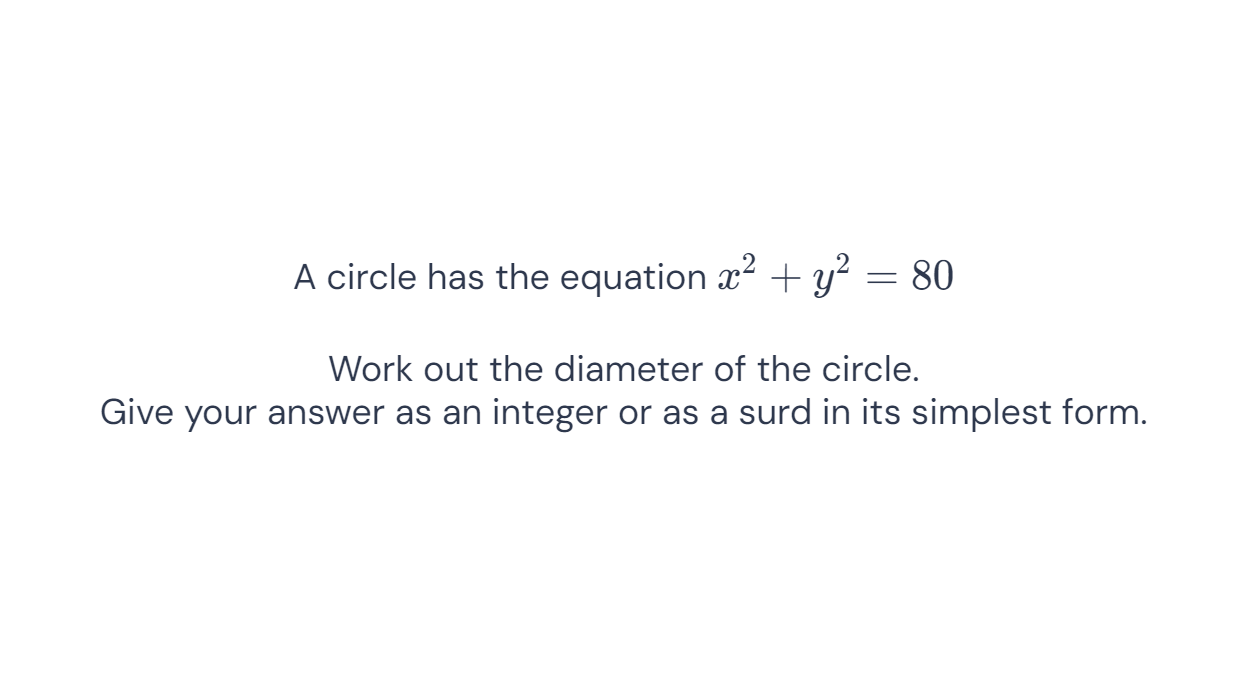 A circle has the equation x² + y² = 80
Work out the diameter of the circle.
Give your answer as an integer or as a surd in its simplest form.